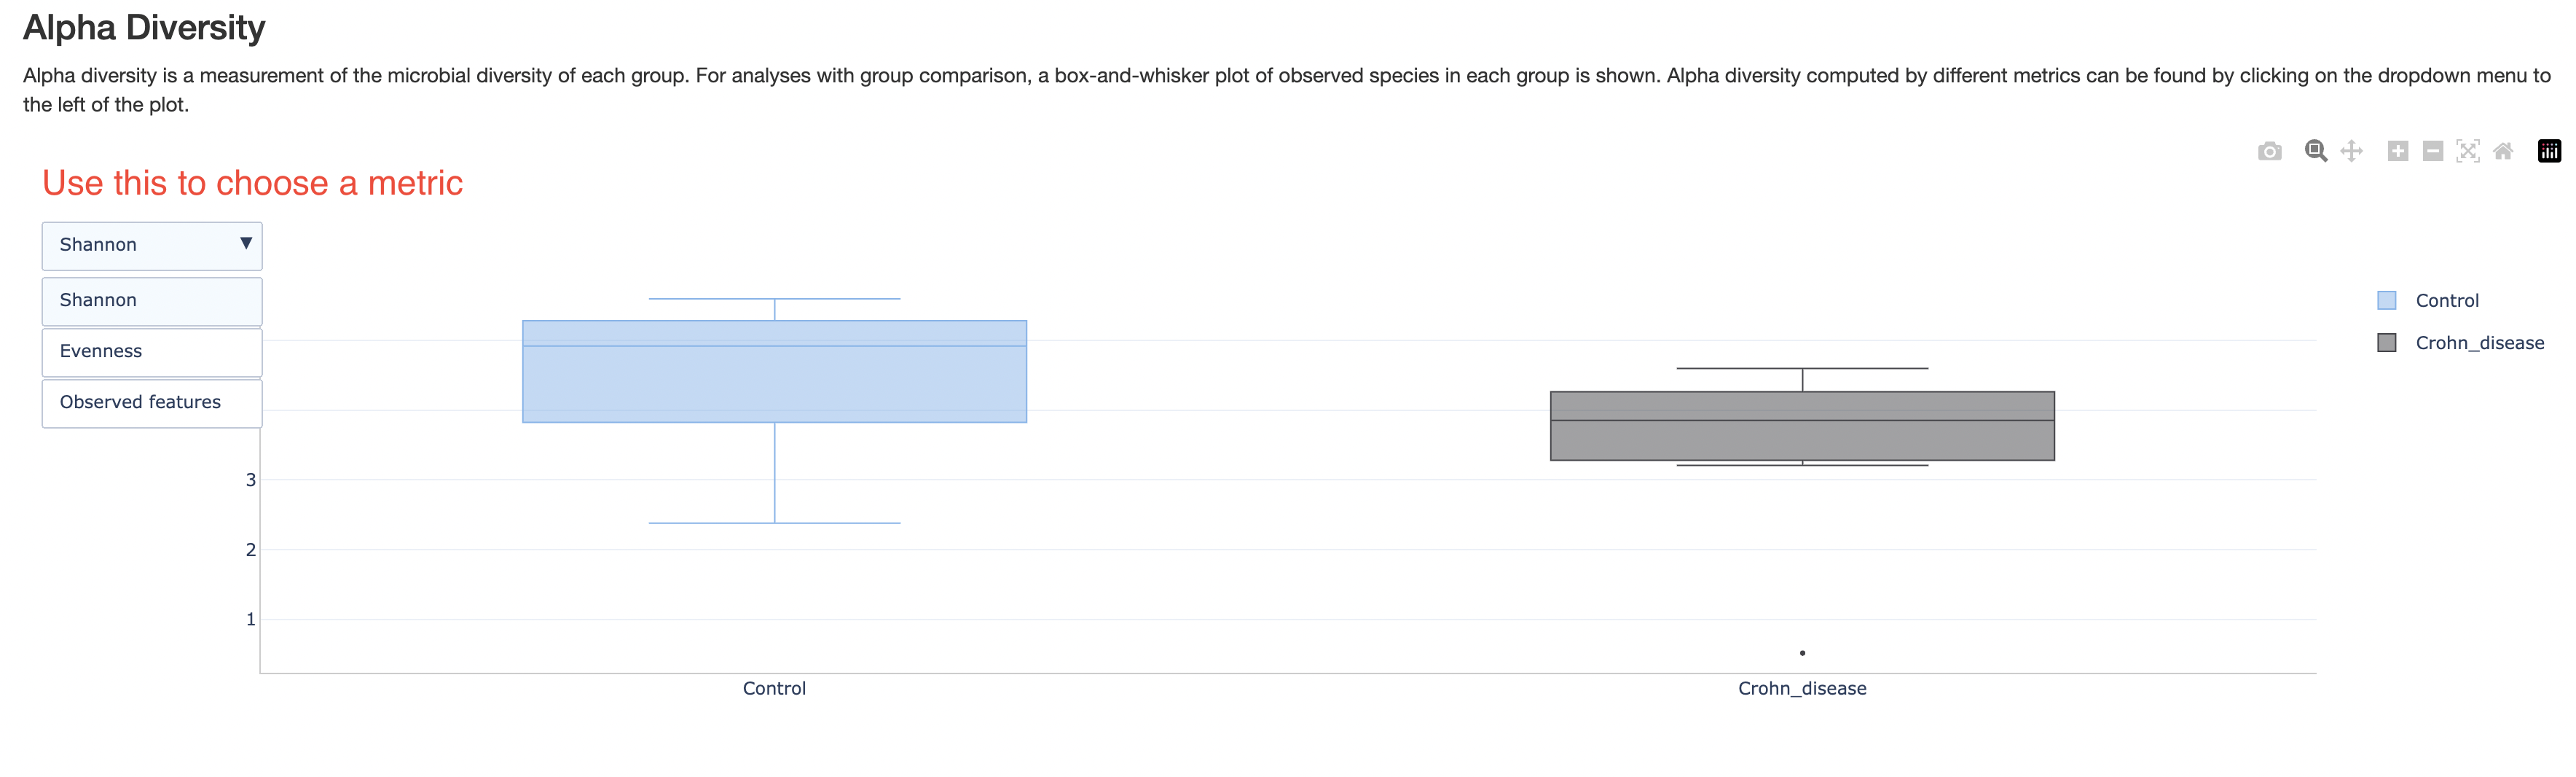 Alpha Diversity
Alpha diversity is a measurement of the microbial diversity of each group. For analyses with group comparison, a box-and-whisker plot of observed species in each group is shown. Alpha diversity computed by different metrics can be found by clicking on the dropdown menu to
the left of the plot.
Use this to choose a metric
Shannon
Shannon
Evenness
Observed features
3
2
1
Control
Crohn_disease
Control
Crohn_disease